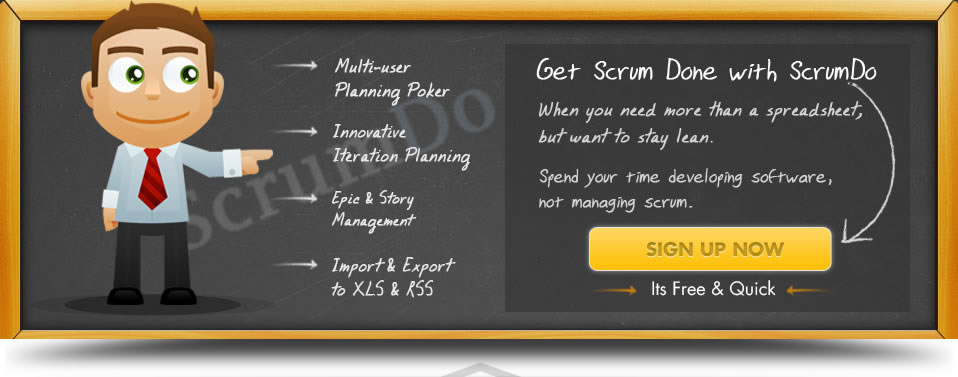 ScrumDo
Multi-user
Planning Poker
Innovative
Iteration Planning
Epic & Story
Management
Import & Export
to XLS & RSS
Get Scrum Done with ScrumDo
When you need more than a spreadsheet,
but want to stay lean.
Spend your time developing software,
not managing scrum.
SIGN UP NOW
Its Free & Quick